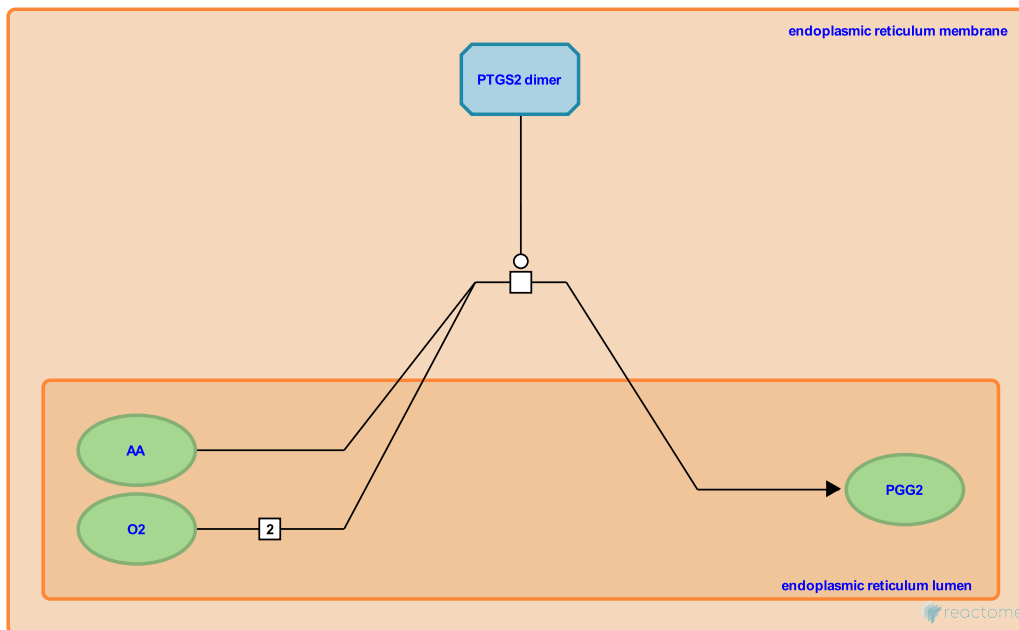 endoplasmic reticulum membrane
PTGS2 dimer
AA
O2
2
PGG2
endoplasmic reticulum lumen
reactome